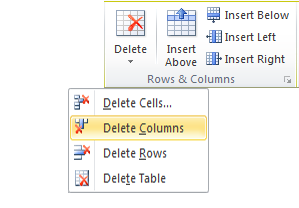 Delete
Insert Above
Insert Below
Insert Left
Insert Right
Rows & Columns
Delete Cells...
Delete Columns
Delete Rows
Delete Table